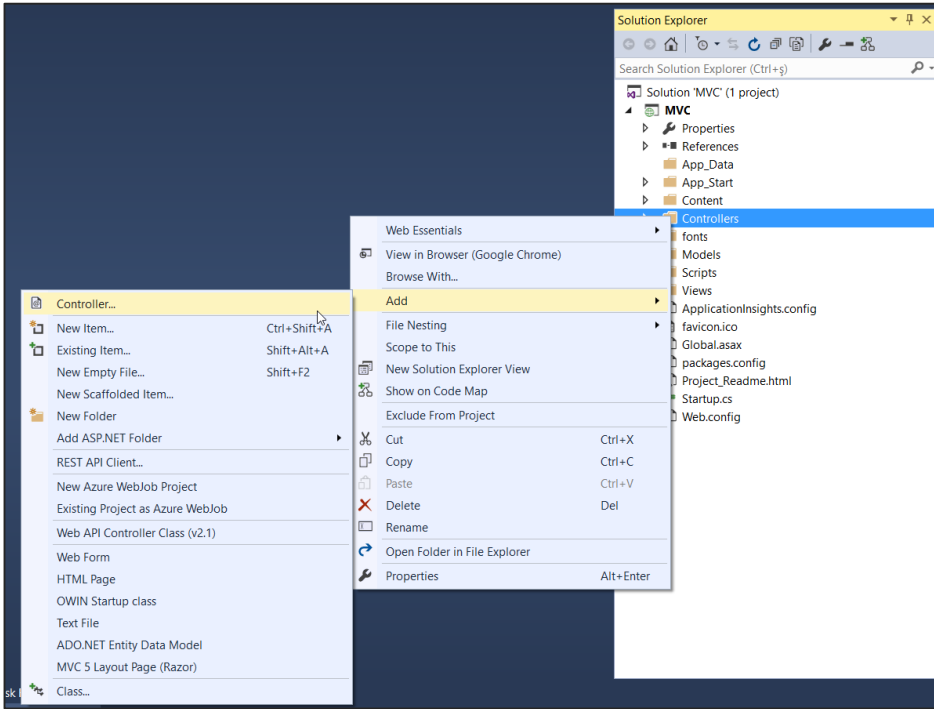 Solution Explorer
Search Solution Explorer (Ctrl+ş)
Solution 'MVC' (1 project)
MVC
Properties
References
App_Data
App_Start
Content
Controllers
fonts
Models
Scripts
Views
ApplicationInsights.config
favicon.ico
Global.asax
packages.config
Project_Readme.html
Startup.cs
Web.config
Web Essentials
View in Browser (Google Chrome)
Browse With...
Add
File Nesting
Scope to This
New Solution Explorer View
Show on Code Map
Exclude From Project
Cut Ctrl+X
Copy Ctrl+C
Paste Ctrl+V
Delete Del
Rename
Open Folder in File Explorer
Properties Alt+Enter
Controller...
New Item... Ctrl+Shift+A
Existing Item... Shift+Alt+A
New Empty File... Shift+F2
New Scaffolded Item...
New Folder
Add ASP.NET Folder
REST API Client...
New Azure WebJob Project
Existing Project as Azure WebJob
Web API Controller Class (v2.1)
Web Form
HTML Page
OWIN Startup class
Text File
ADO.NET Entity Data Model
MVC 5 Layout Page (Razor)
Class...